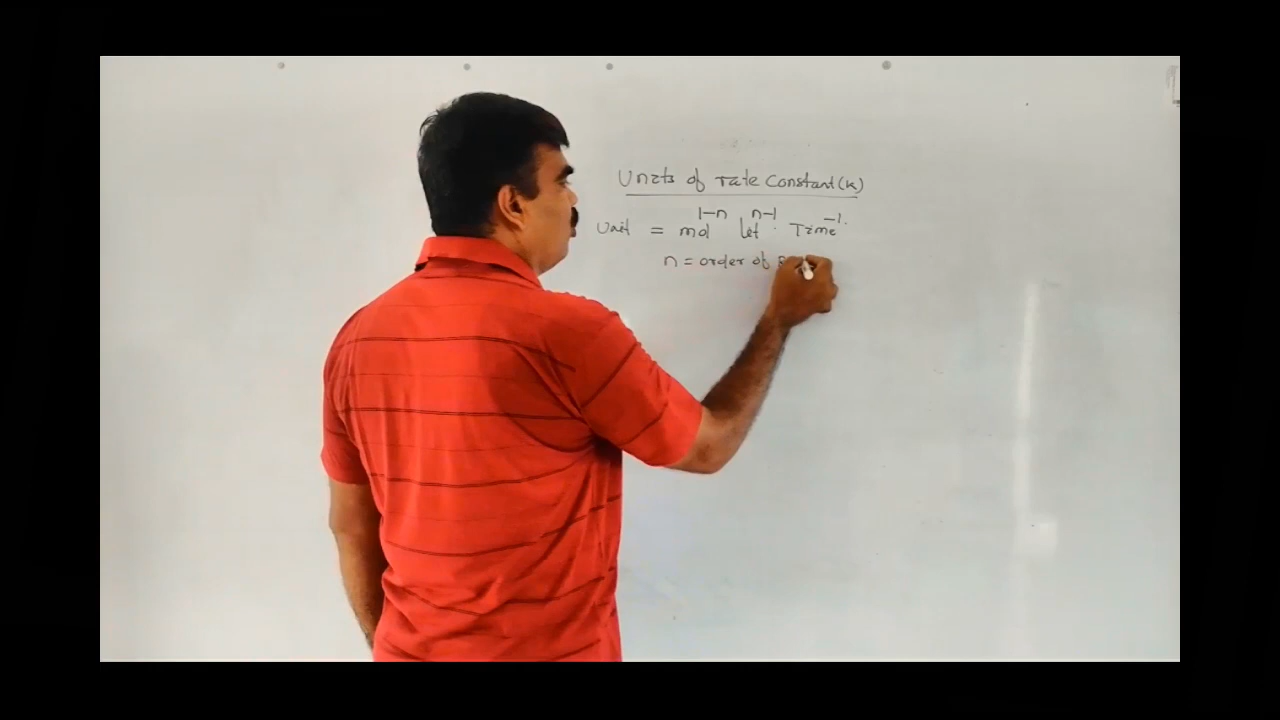 Units of rate Constant (k)
Unit = mol^1-n lit^n-1 . Time^-1.
n = order of